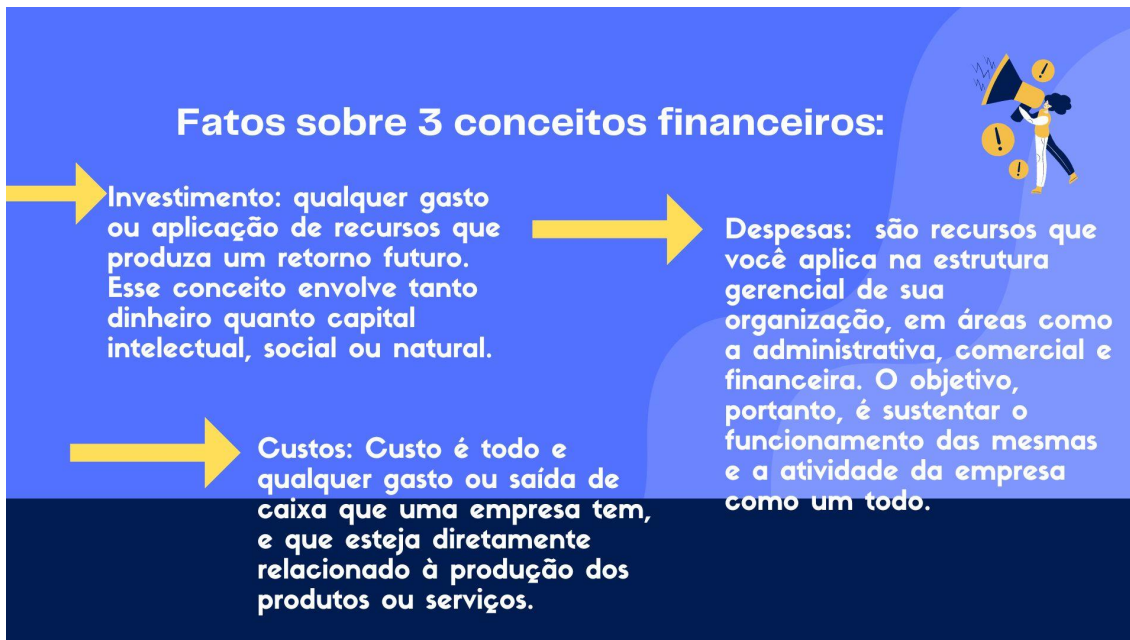 Fatos sobre 3 conceitos financeiros:
Investimento: qualquer gasto
ou aplicação de recursos que
produza um retorno futuro.
Esse conceito envolve tanto
dinheiro quanto capital
intelectual, social ou natural.
Despesas: são recursos que
você aplica na estrutura
gerencial de sua
organização, em áreas como
a administrativa, comercial e
financeira. O objetivo,
portanto, é sustentar o
funcionamento das mesmas
e a atividade da empresa
como um todo.
Custos: Custo é todo e
qualquer gasto ou saída de
caixa que uma empresa tem,
e que esteja diretamente
relacionado à produção dos
produtos ou serviços.